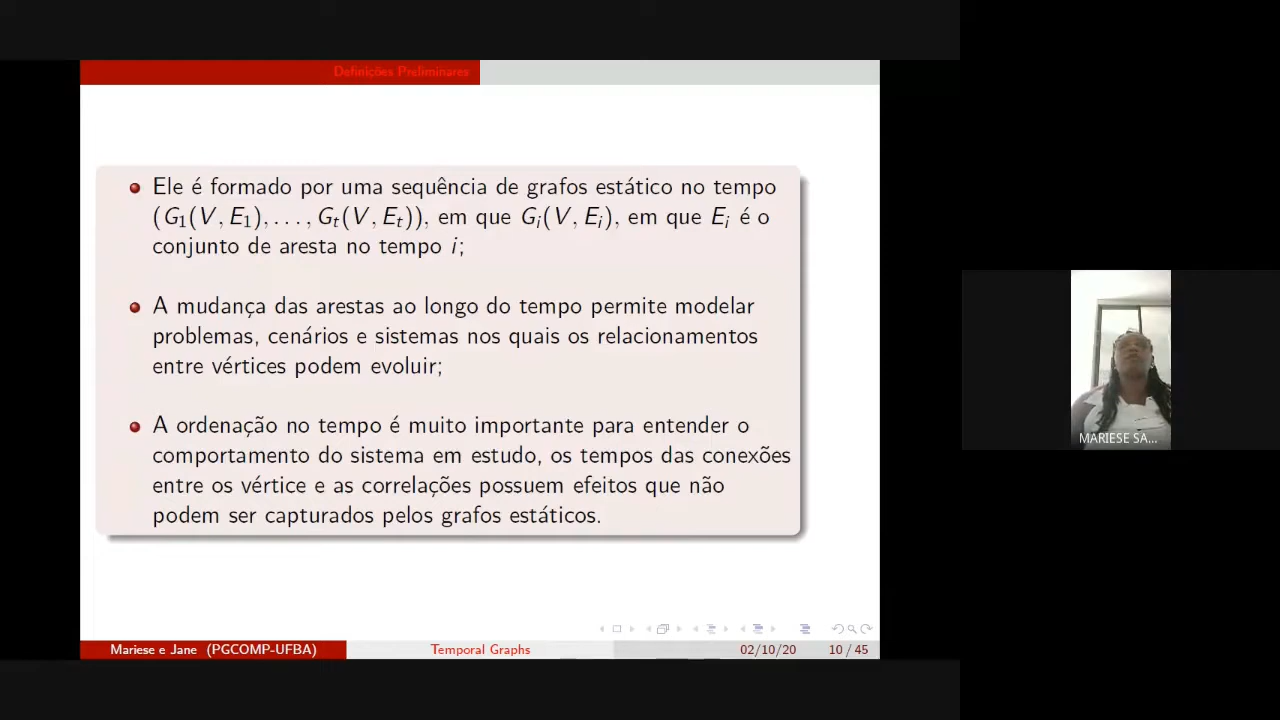 Definições Preliminares
Ele é formado por uma sequência de grafos estático no tempo
(G₁(V, E₁), . . . , Gₜ(V, Eₜ)), em que Gᵢ(V, Eᵢ), em que Eᵢ é o
conjunto de aresta no tempo i;
A mudança das arestas ao longo do tempo permite modelar
problemas, cenários e sistemas nos quais os relacionamentos
entre vértices podem evoluir;
A ordenação no tempo é muito importante para entender o
comportamento do sistema em estudo, os tempos das conexões
entre os vértice e as correlações possuem efeitos que não
podem ser capturados pelos grafos estáticos.
MARIESE SA...
Mariese e Jane (PGCOMP-UFBA)
Temporal Graphs
02/10/20
10 / 45